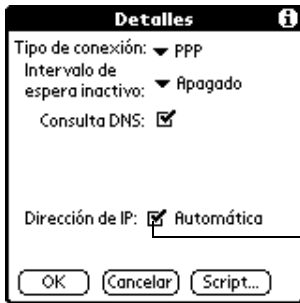 Detalles
Tipo de conexión: PPP
Intervalo de
espera inactivo: Apagado
Consulta DNS:
Dirección de IP: Automática
OK Cancelar Script...